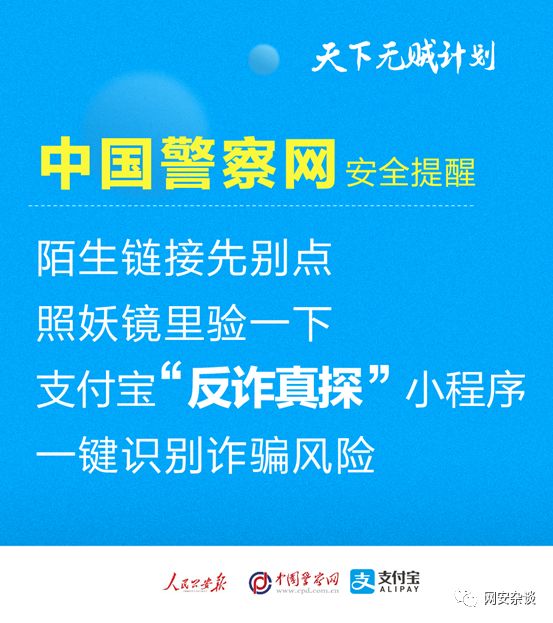 天下无贼计划
中国警察网 安全提醒
陌生链接先别点
照妖镜里验一下
支付宝“反诈真探”小程序
一键识别诈骗风险
人民公安报 中国警察网 支付宝
www.cpd.com.cn ALIPAY
网安杂谈